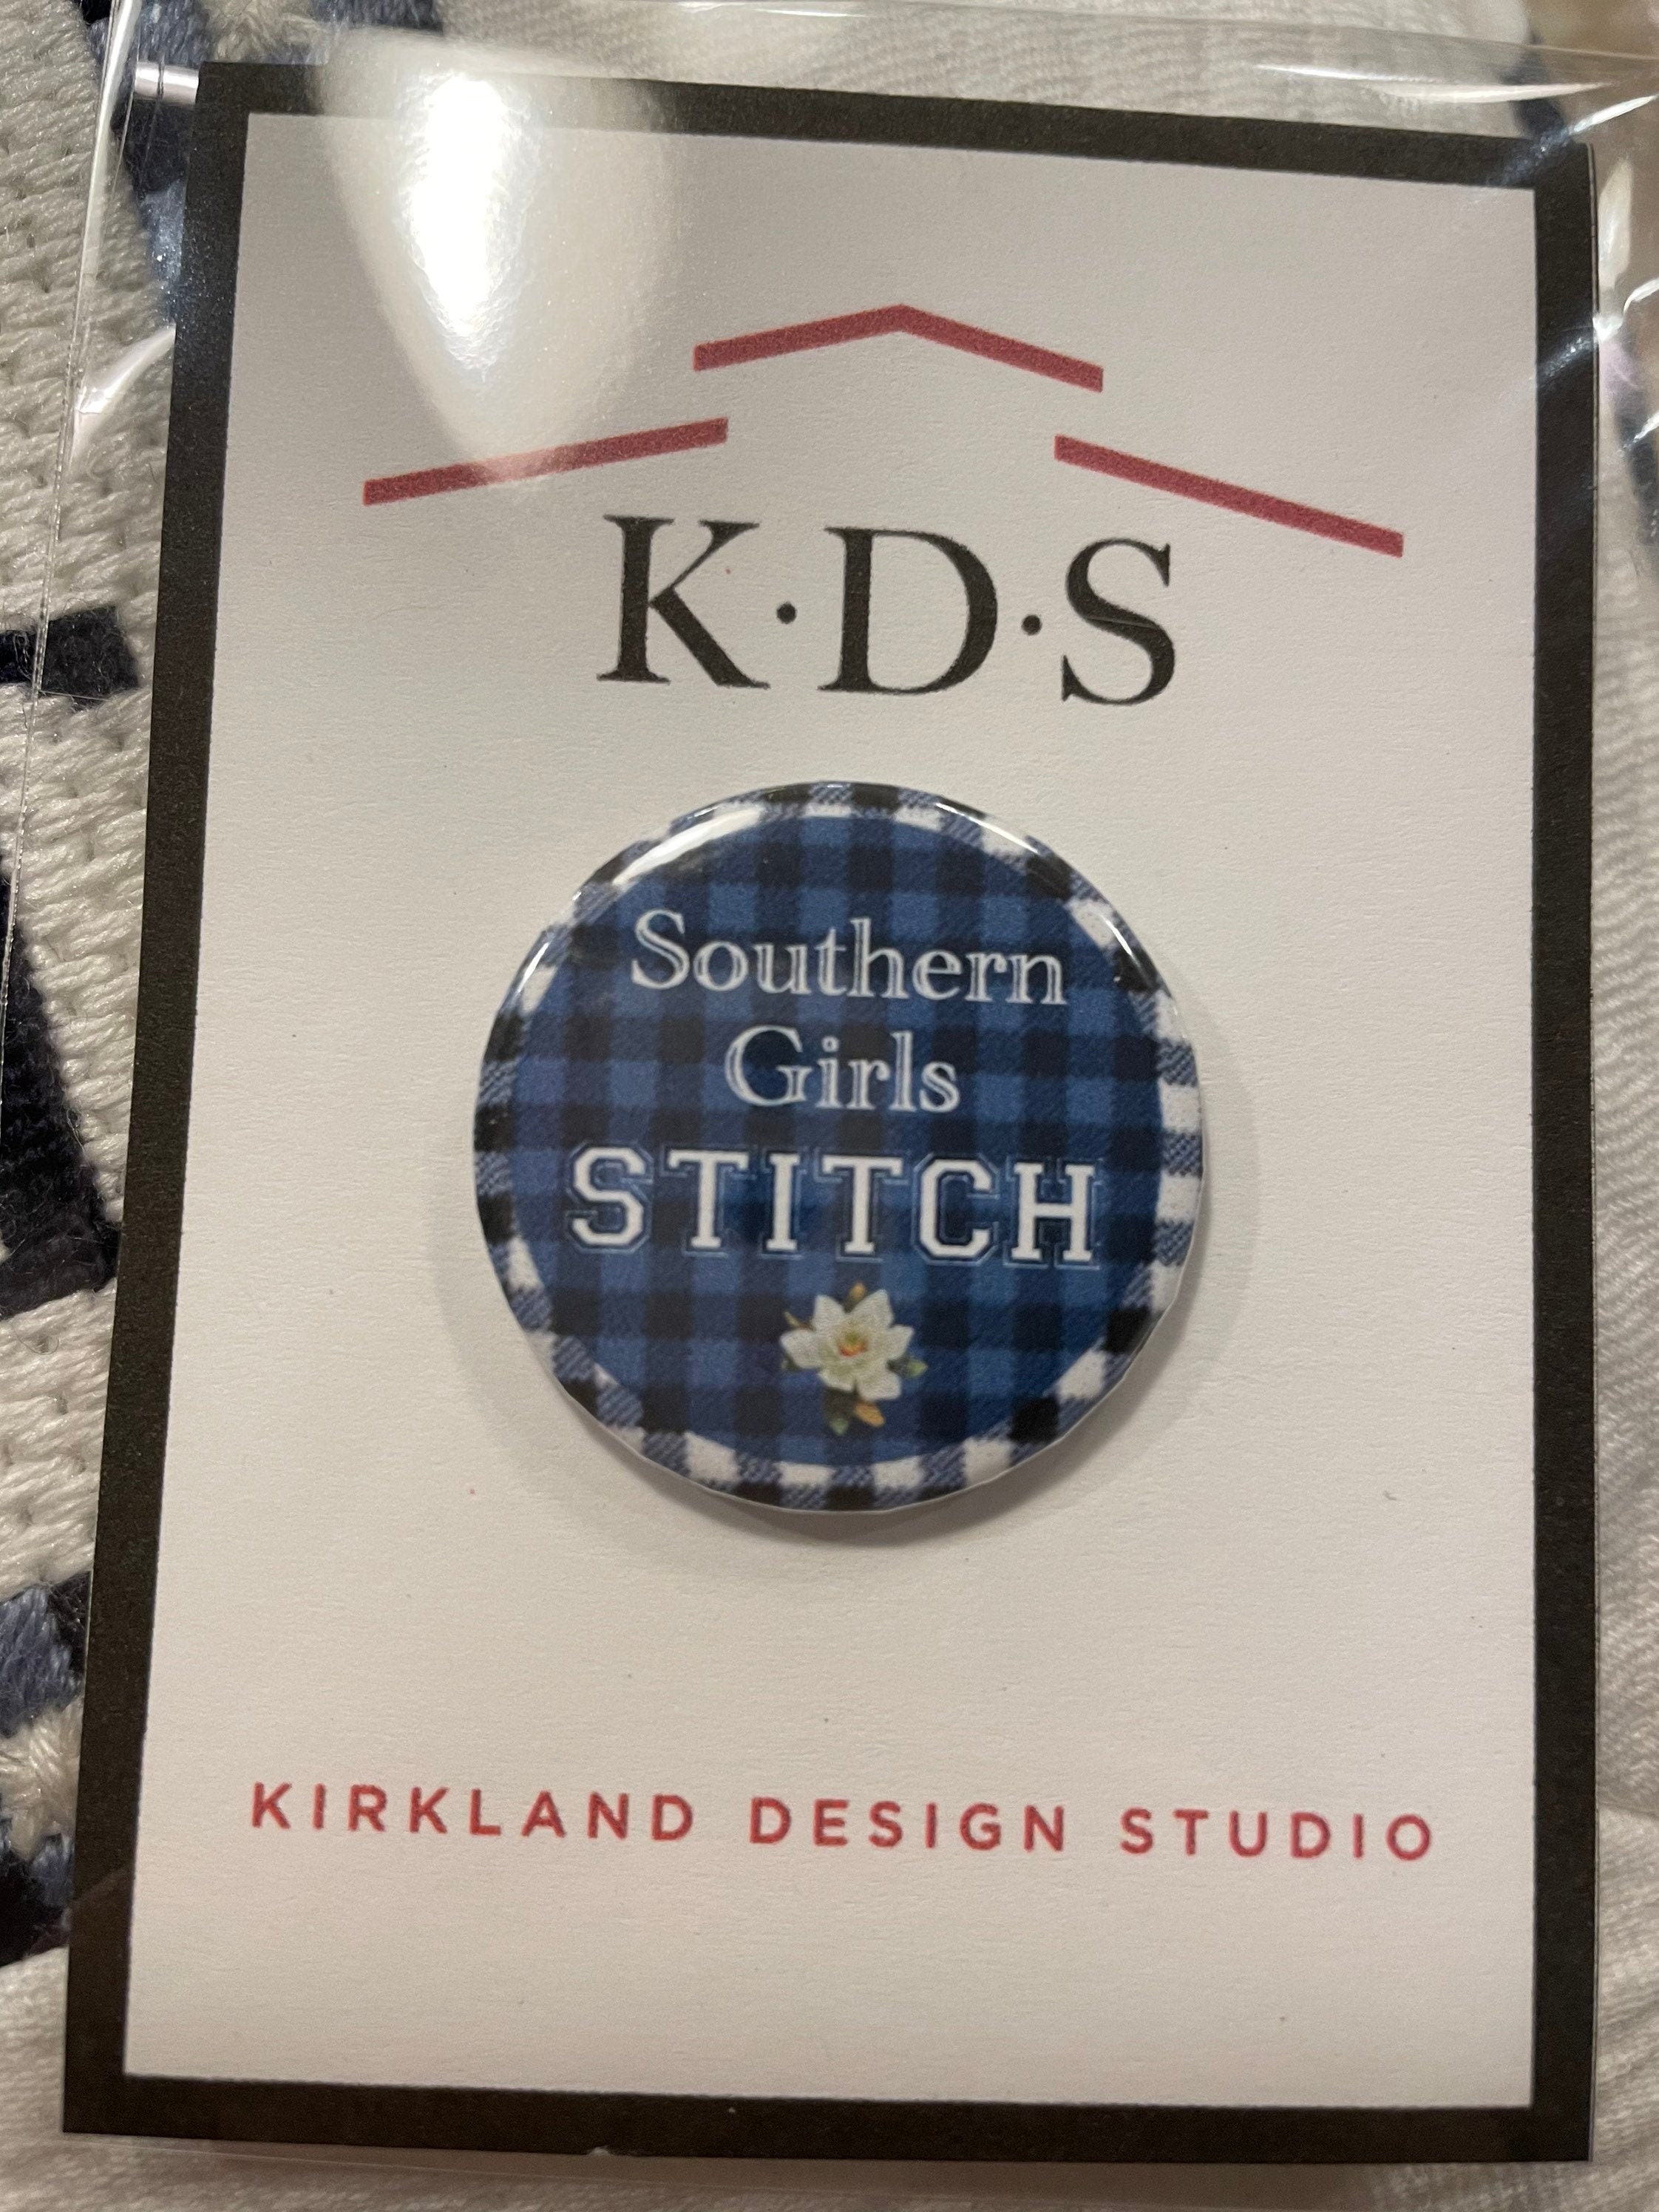 K·D·S
Southern
Girls
STITCH
KIRKLAND DESIGN STUDIO